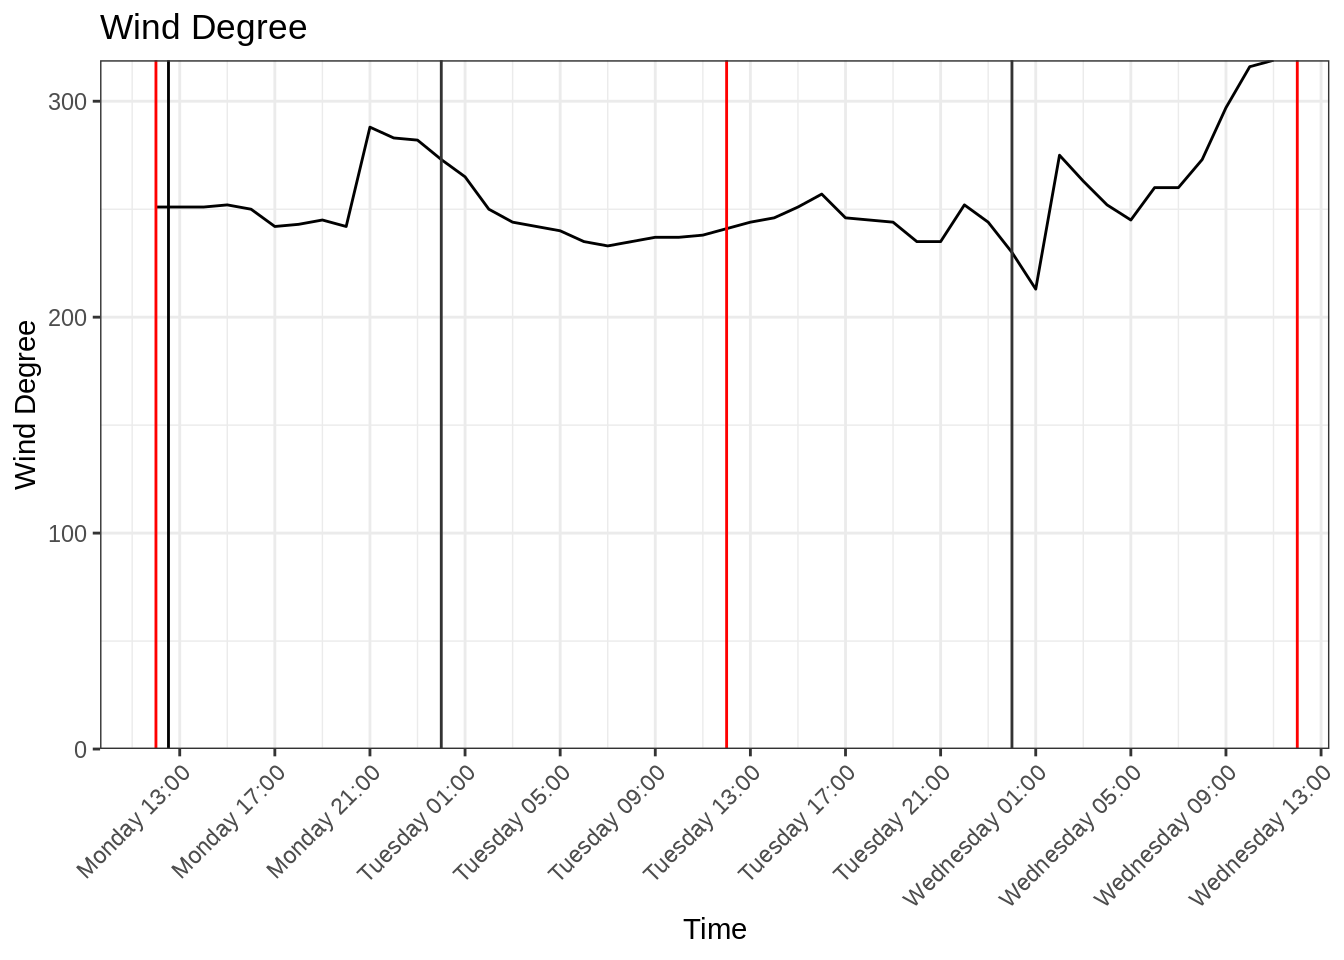 Wind Degree
Wind Degree
300
200
100
0
Monday 13:00
Monday 17:00
Monday 21:00
Tuesday 01:00
Tuesday 05:00
Tuesday 09:00
Tuesday 13:00
Tuesday 17:00
Tuesday 21:00
Wednesday 01:00
Wednesday 05:00
Wednesday 09:00
Wednesday 13:00
Time